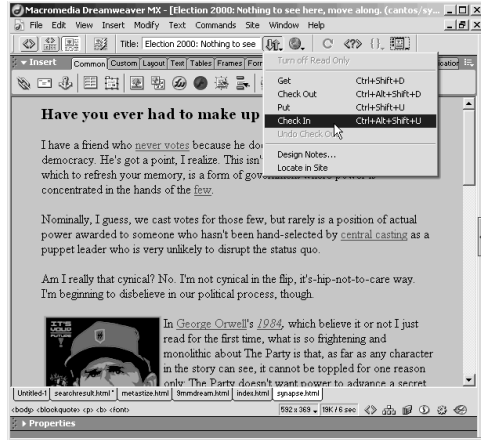 Macromedia Dreamweaver MX - [Election 2000: Nothing to see here, move along. (cantos/sy...
File Edit View Insert Modify Text Commands Site Window Help
Title: Election 2000: Nothing to see
Turn off Read Only
Get Ctrl+Shift+D
Check Out Ctrl+Alt+Shift+D
Put Ctrl+Shift+U
Check In Ctrl+Alt+Shift+U
Undo Check Out
Design Notes...
Locate in Site
Insert Common Custom Layout Text Tables Frames Form
Have you ever had to make up
I have a friend who never votes because he
democracy. He's got a point, I realize. This isn'
which to refresh your memory, is a form of
concentrated in the hands of the few.
Nominally, I guess, we cast votes for those few, but rarely is a position of actual
power awarded to someone who hasn't been hand-selected by central casting as a
puppet leader who is very unlikely to disrupt the status quo.
Am I really that cynical? No. I'm not cynical in the flip, it's-hip-not-to-care way.
I'm beginning to disbelieve in our political process, though.
IT'S
YOUR
FUTURE
In George Orwell's 1984, which believe it or not I just
read for the first time, what is so frightening and
monolithic about The Party is that, as far as any character
in the story can see, it cannot be toppled for one reason
only: The Party doesn't want power to advance a secret
Untitled-1 searchresult.html* metastize.html 9mmdream.html index.html synapse.html
<body> <blockquote> <p> <b> <font> 592 x 369 19K / 6 sec
Properties